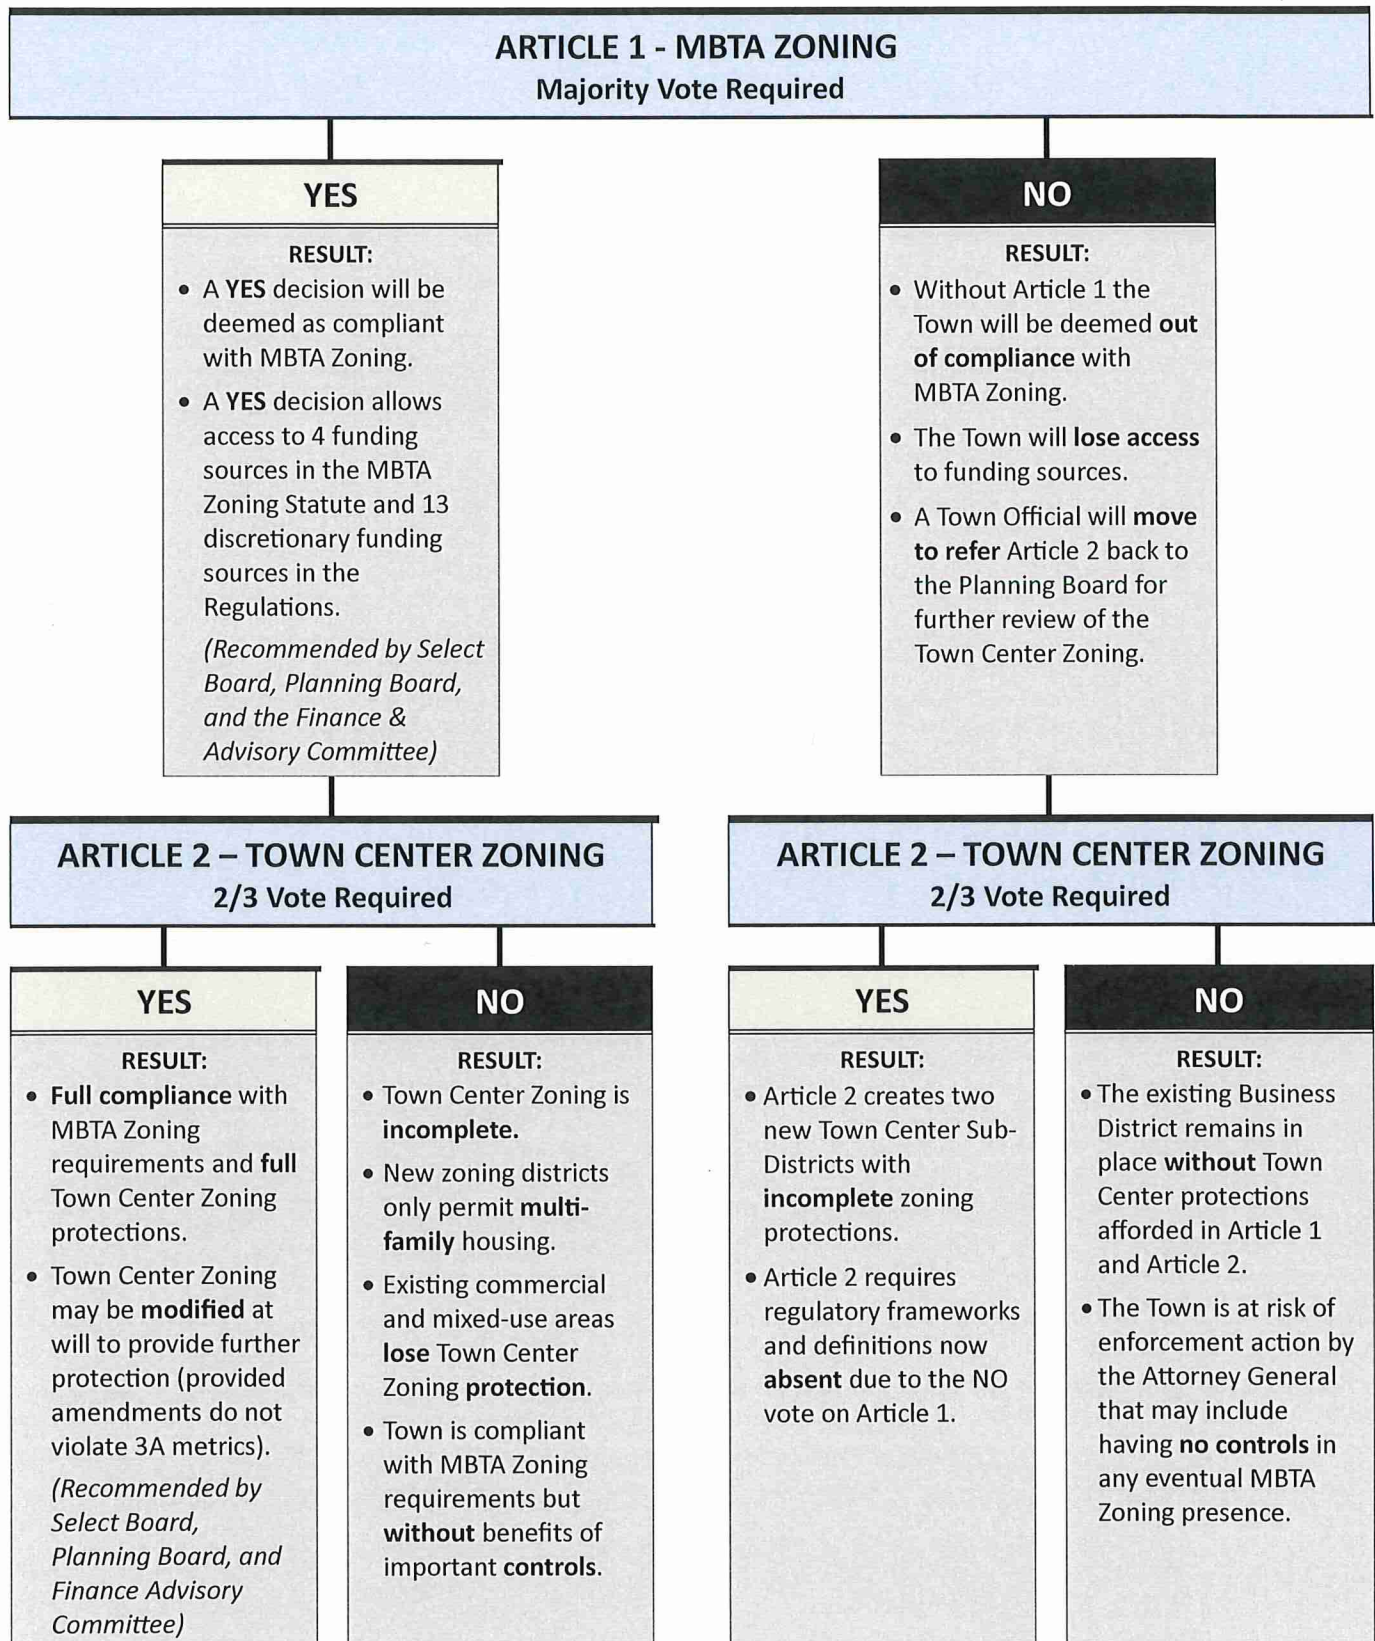 ARTICLE 1 - MBTA ZONING
Majority Vote Required
YES
RESULT:
• A YES decision will be
deemed as compliant
with MBTA Zoning.
• A YES decision allows
access to 4 funding
sources in the MBTA
Zoning Statute and 13
discretionary funding
sources in the
Regulations.
(Recommended by Select
Board, Planning Board,
and the Finance &
Advisory Committee)
NO
RESULT:
• Without Article 1 the
Town will be deemed out
of compliance with
MBTA Zoning.
• The Town will lose access
to funding sources.
• A Town Official will move
to refer Article 2 back to
the Planning Board for
further review of the
Town Center Zoning.
ARTICLE 2 – TOWN CENTER ZONING
2/3 Vote Required
YES
RESULT:
• Full compliance with
MBTA Zoning
requirements and full
Town Center Zoning
protections.
• Town Center Zoning
may be modified at
will to provide further
protection (provided
amendments do not
violate 3A metrics).
(Recommended by
Select Board,
Planning Board, and
Finance Advisory
Committee)
NO
RESULT:
• Town Center Zoning is
incomplete.
• New zoning districts
only permit multi-
family housing.
• Existing commercial
and mixed-use areas
lose Town Center
Zoning protection.
• Town is compliant
with MBTA Zoning
requirements but
without benefits of
important controls.
ARTICLE 2 – TOWN CENTER ZONING
2/3 Vote Required
YES
RESULT:
• Article 2 creates two
new Town Center Sub-
Districts with
incomplete zoning
protections.
• Article 2 requires
regulatory frameworks
and definitions now
absent due to the NO
vote on Article 1.
NO
RESULT:
• The existing Business
District remains in
place without Town
Center protections
afforded in Article 1
and Article 2.
• The Town is at risk of
enforcement action by
the Attorney General
that may include
having no controls in
any eventual MBTA
Zoning presence.